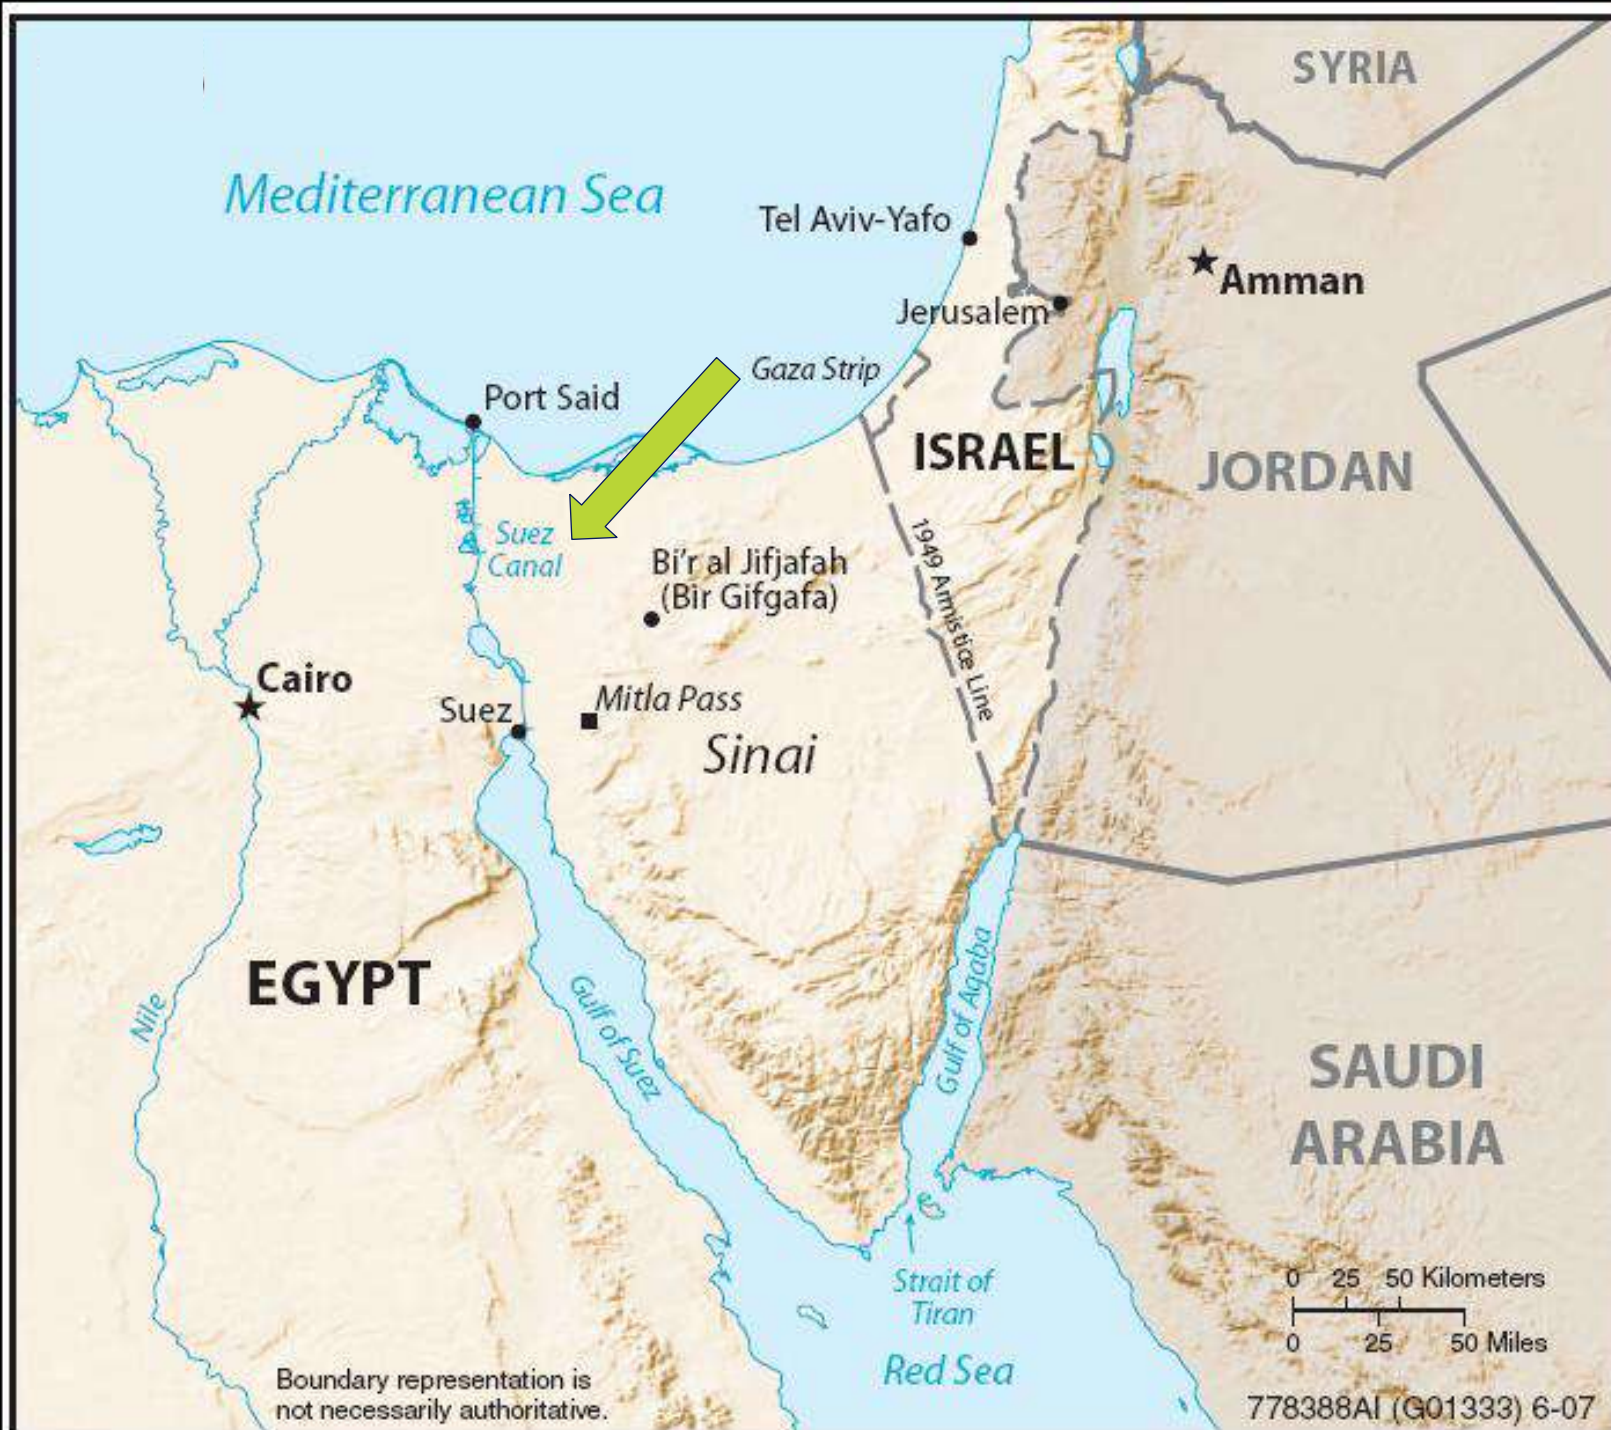 SYRIA
Mediterranean Sea
Tel Aviv-Yafo
Amman
Jerusalem
Gaza Strip
Port Said
ISRAEL
JORDAN
Suez
Canal
1949 Armistice Line
Bi'r al Jifjafah
(Bir Gifgafa)
Cairo
Mitla Pass
Suez
Sinai
EGYPT
Nile
Gulf of Suez
Gulf of Aqaba
SAUDI
ARABIA
Strait of
Tiran
Red Sea
0 25 50 Kilometers
0 25 50 Miles
Boundary representation is
not necessarily authoritative.
778388AI (G01333) 6-07